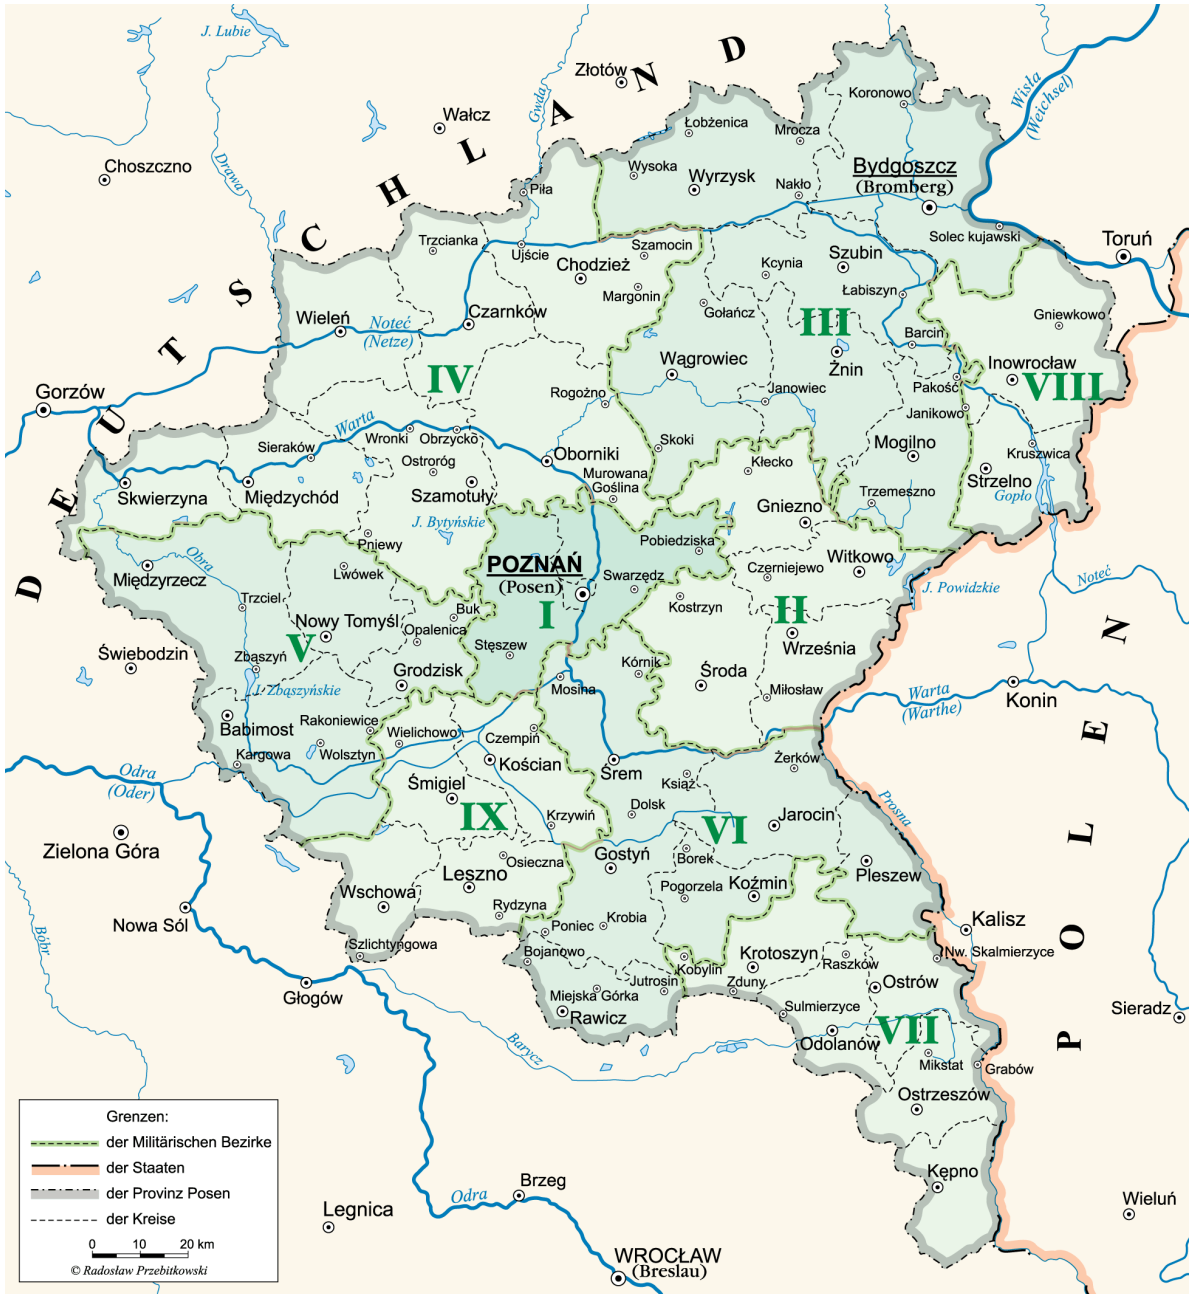 DEUTSCHLAND
POLEN
J. Lubie
Złotów
Gwda
Wałcz
Choszczno
Drawa
Wisła
(Weichsel)
Koronowo
Łobżenica
Mrocza
Wysoka
Wyrzysk
Nakło
Bydgoszcz
(Bromberg)
Piła
Solec kujawski
Toruń
Trzcianka
Ujście
Szamocin
Chodzież
Margonin
Kcynia
Szubin
Łabiszyn
Gołańcz
III
Gniewkowo
Wieleń
Noteć
(Netze)
Czarnków
Barcin
Żnin
Wągrowiec
Inowrocław
VIII
IV
Pakość
Janowiec
Janikowo
Gorzów
Rogoźno
Warta
Wronki
Obrzycko
Sieraków
Ostroróg
Oborniki
Skoki
Mogilno
Kruszwica
Kłecko
Murowana
Goślina
Skwierzyna
Międzychód
Szamotuły
Strzelno
Gopło
Trzemeszno
Gniezno
J. Bytyńskie
Pniewy
Pobiedziska
Obra
Międzyrzecz
Lwówek
POZNAŃ
(Posen)
I
Swarzędz
Czerniejewo
Witkowo
J. Powidzkie
Noteć
Kostrzyn
II
Trzciel
Buk
Nowy Tomyśl
Opalenica
V
Stęszew
Września
Świebodzin
Zbąszyń
Grodzisk
Kórnik
Środa
Mosina
J. Zbąszyńskie
Miłosław
Warta
(Warthe)
Konin
Babimost
Rakoniewice
Wielichowo
Czempiń
Kargowa
Wolsztyn
Kościan
Śrem
Żerków
Odra
(Oder)
Śmigiel
Książ
Prosna
IX
Krzywiń
Dolsk
VI
Jarocin
Zielona Góra
Osieczna
Gostyń
Borek
Pleszew
Leszno
Wschowa
Pogorzela
Koźmin
Rydzyna
Nowa Sól
Krobia
Poniec
Kalisz
Bóbr
Szlichtyngowa
Bojanowo
Kobylin
Krotoszyn
Raszków
Nw. Skalmierzyce
Głogów
Jutrosin
Zduny
Ostrów
Miejska Górka
Rawicz
Sulmierzyce
Sieradz
VII
Odolanów
Barycz
Mikstat
Grabów
Ostrzeszów
Kępno
Brzeg
Odra
Legnica
Wieluń
WROCŁAW
(Breslau)
Grenzen:
der Militärischen Bezirke
der Staaten
der Provinz Posen
der Kreise
0 10 20 km
© Radosław Przebitkowski